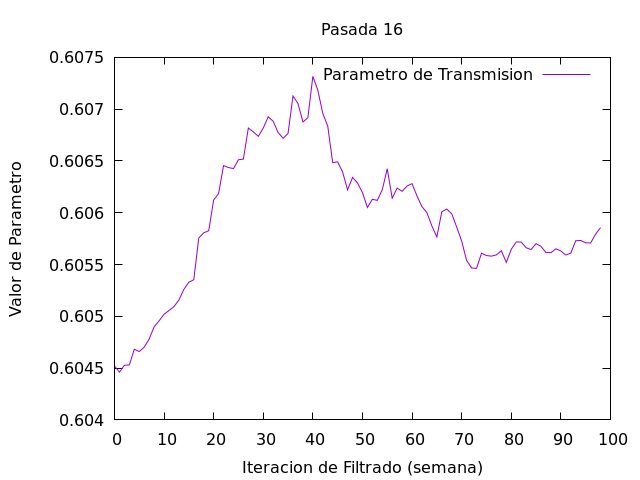 Pasada 16
Parametro de Transmision
0.6075
0.607
0.6065
0.606
0.6055
0.605
0.6045
0.604
Valor de Parametro
0 10 20 30 40 50 60 70 80 90 100
Iteracion de Filtrado (semana)